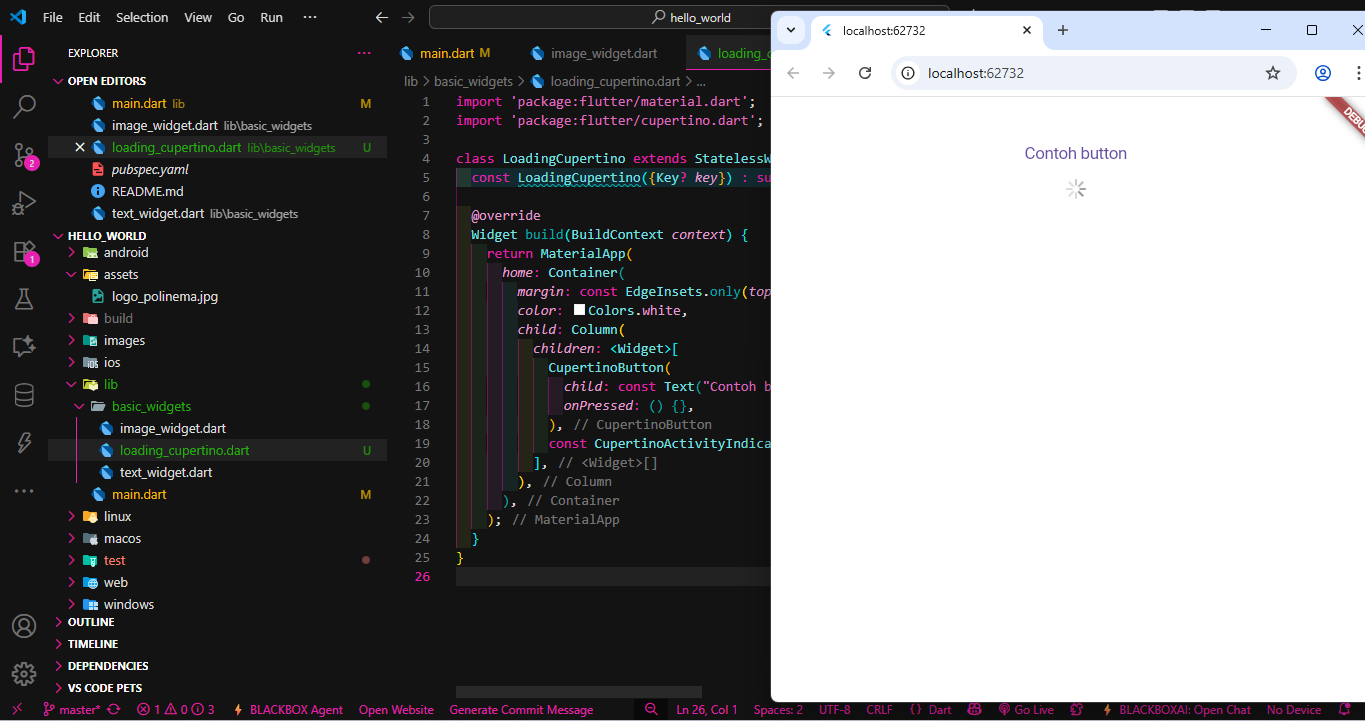 File Edit Selection View Go Run ··· ← → hello_world
EXPLORER ···
OPEN EDITORS
main.dart lib M
image_widget.dart lib\basic_widgets
loading_cupertino.dart lib\basic_widgets U
pubspec.yaml
README.md
text_widget.dart lib\basic_widgets
HELLO_WORLD
android
assets
logo_polinema.jpg
build
images
ios
lib
basic_widgets
image_widget.dart
loading_cupertino.dart U
text_widget.dart
main.dart M
linux
macos
test
web
windows
OUTLINE
TIMELINE
DEPENDENCIES
VS CODE PETS
2
1
main.dart M image_widget.dart loading_c
lib > basic_widgets > loading_cupertino.dart > ...
1 import 'package:flutter/material.dart';
2 import 'package:flutter/cupertino.dart';
3
4 class LoadingCupertino extends StatelessW
5 const LoadingCupertino({Key? key}) : su
6
7 @override
8 Widget build(BuildContext context) {
9 return MaterialApp(
10 home: Container(
11 margin: const EdgeInsets.only(top
12 color: Colors.white,
13 child: Column(
14 children: <Widget>[
15 CupertinoButton(
16 child: const Text("Contoh b
17 onPressed: () {},
18 ), // CupertinoButton
19 const CupertinoActivityIndica
20 ], // <Widget>[]
21 ), // Column
22 ), // Container
23 ); // MaterialApp
24 }
25 }
26
localhost:62732
localhost:62732
DEBU
Contoh button
master* 1 0 3 BLACKBOX Agent Open Website Generate Commit Message Ln 26, Col 1 Spaces: 2 UTF-8 CRLF {} Dart Go Live BLACKBOXAI: Open Chat No Device